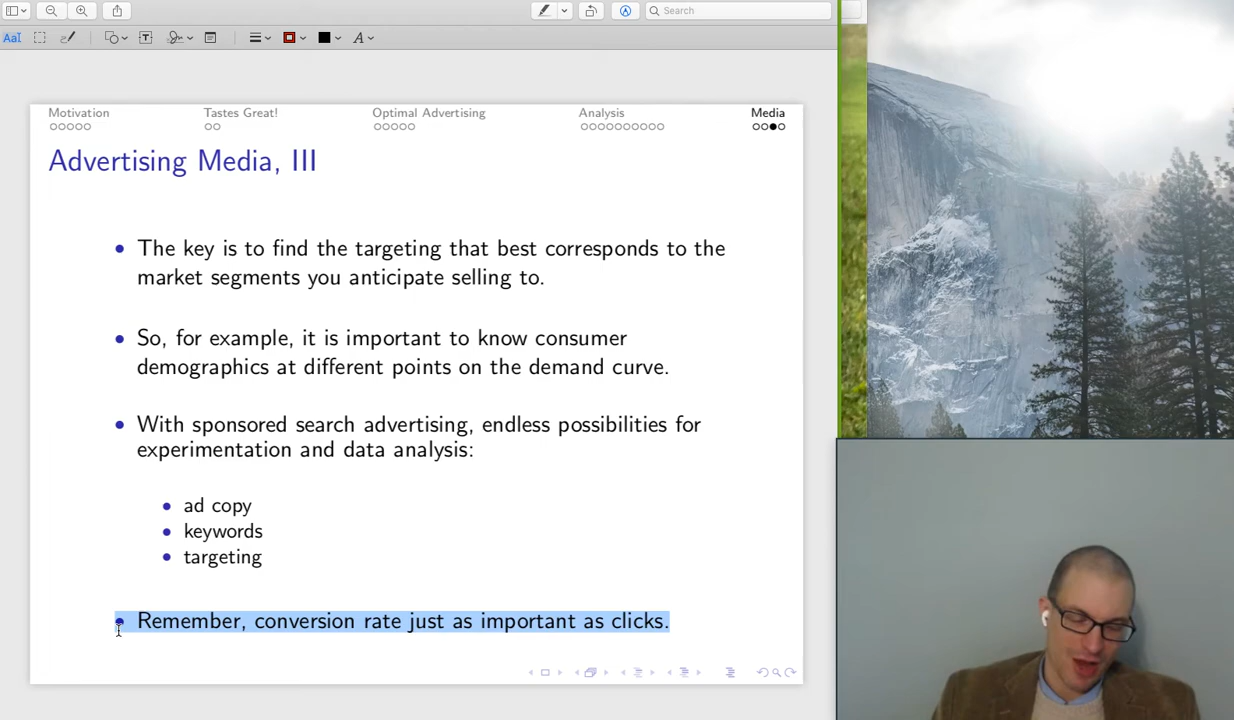 Search
AaI
T
A
Motivation
Tastes Great!
Optimal Advertising
Analysis
Media
Advertising Media, III
• The key is to find the targeting that best corresponds to the
market segments you anticipate selling to.
• So, for example, it is important to know consumer
demographics at different points on the demand curve.
• With sponsored search advertising, endless possibilities for
experimentation and data analysis:
• ad copy
• keywords
• targeting
• Remember, conversion rate just as important as clicks.